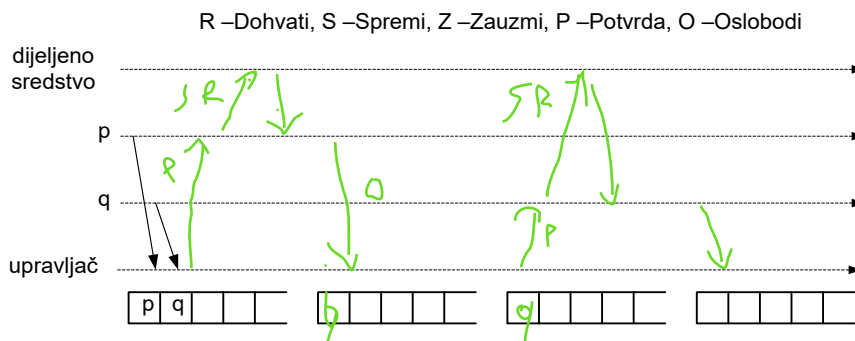 R –Dohvati, S –Spremi, Z –Zauzmi, P –Potvrda, O –Oslobodi
dijeljeno
sredstvo
SR
SR
p
P
O
q
P
upravljač
p q
q